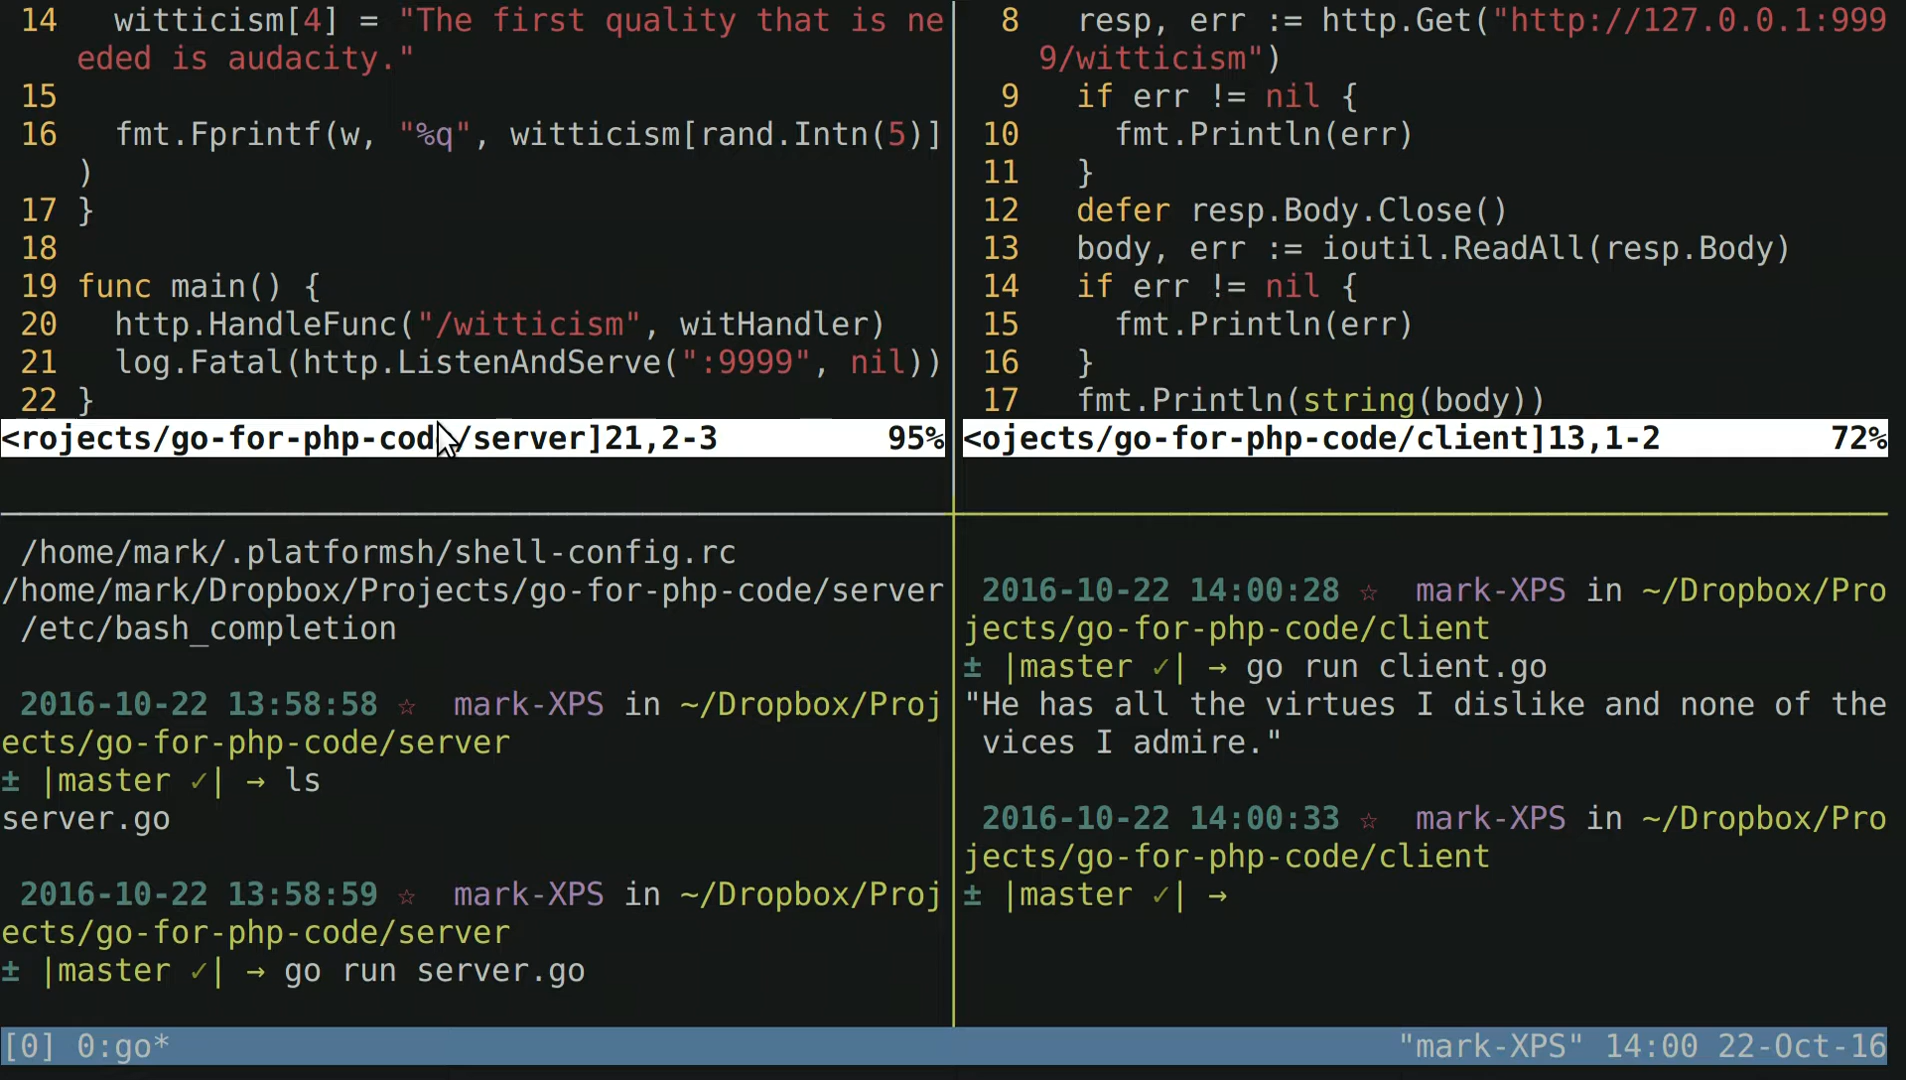 14   witticism[4] = "The first quality that is ne
eded is audacity."
15
16   fmt.Fprintf(w, "%q", witticism[rand.Intn(5)]
)
17 }
18
19 func main() {
20   http.HandleFunc("/witticism", witHandler)
21   log.Fatal(http.ListenAndServe(":9999", nil))
22 }
<rojects/go-for-php-cod/server]21,2-3 95%
8   resp, err := http.Get("http://127.0.0.1:999
9/witticism")
9   if err != nil {
10     fmt.Println(err)
11   }
12   defer resp.Body.Close()
13   body, err := ioutil.ReadAll(resp.Body)
14   if err != nil {
15     fmt.Println(err)
16   }
17   fmt.Println(string(body))
<ojects/go-for-php-code/client]13,1-2 72%
/home/mark/.platformsh/shell-config.rc
/home/mark/Dropbox/Projects/go-for-php-code/server
/etc/bash_completion
2016-10-22 13:58:58 ☆ mark-XPS in ~/Dropbox/Proj
ects/go-for-php-code/server
± |master ✓| → ls
server.go
2016-10-22 13:58:59 ☆ mark-XPS in ~/Dropbox/Proj
ects/go-for-php-code/server
± |master ✓| → go run server.go
2016-10-22 14:00:28 ☆ mark-XPS in ~/Dropbox/Pro
jects/go-for-php-code/client
± |master ✓| → go run client.go
"He has all the virtues I dislike and none of the
vices I admire."
2016-10-22 14:00:33 ☆ mark-XPS in ~/Dropbox/Pro
jects/go-for-php-code/client
± |master ✓| →
[0] 0:go* "mark-XPS" 14:00 22-Oct-16